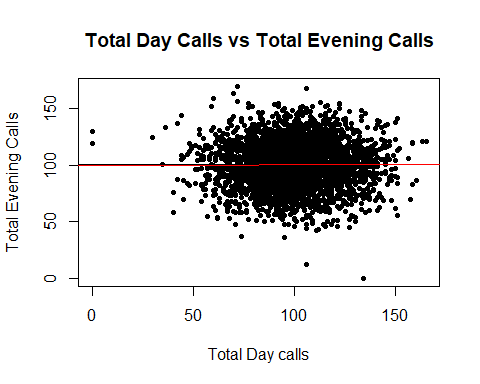 Total Day Calls vs Total Evening Calls
Total Evening Calls
150
100
50
0
0 50 100 150
Total Day calls